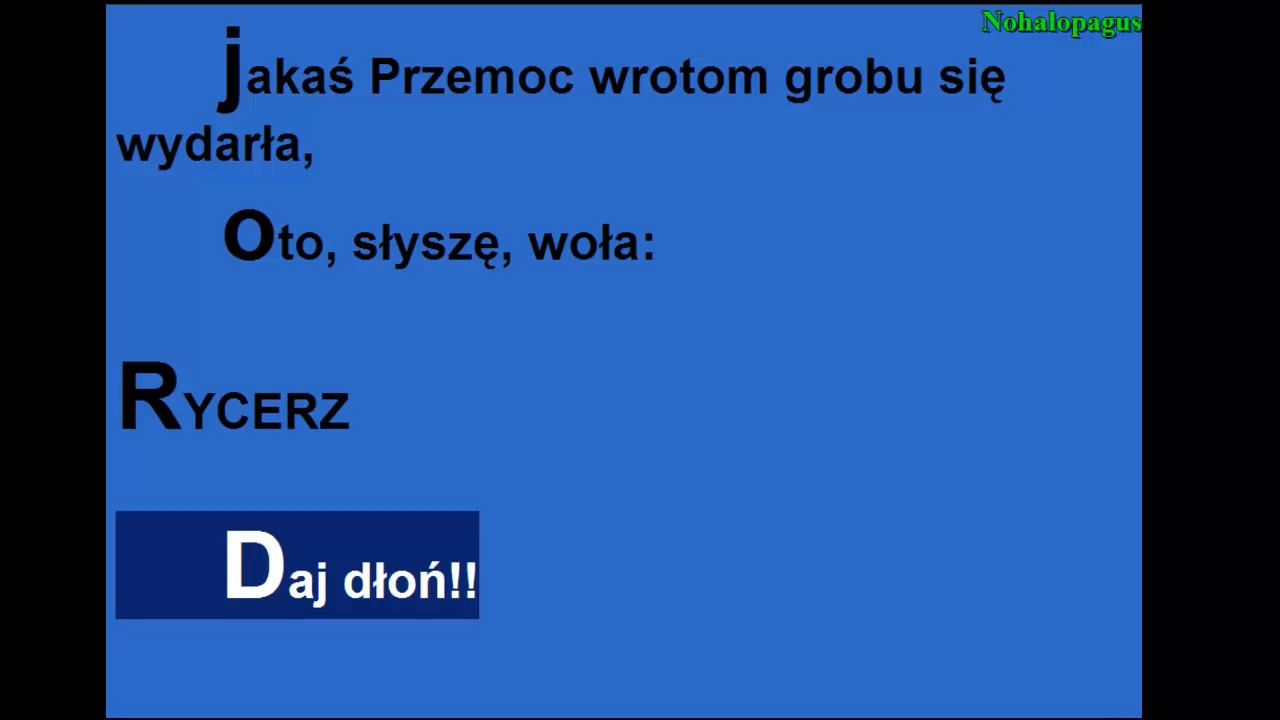 Nohalopagus
jakaś Przemoc wrotom grobu się
wydarła,
oto, słyszę, woła:
RYCERZ
Daj dłoń!!